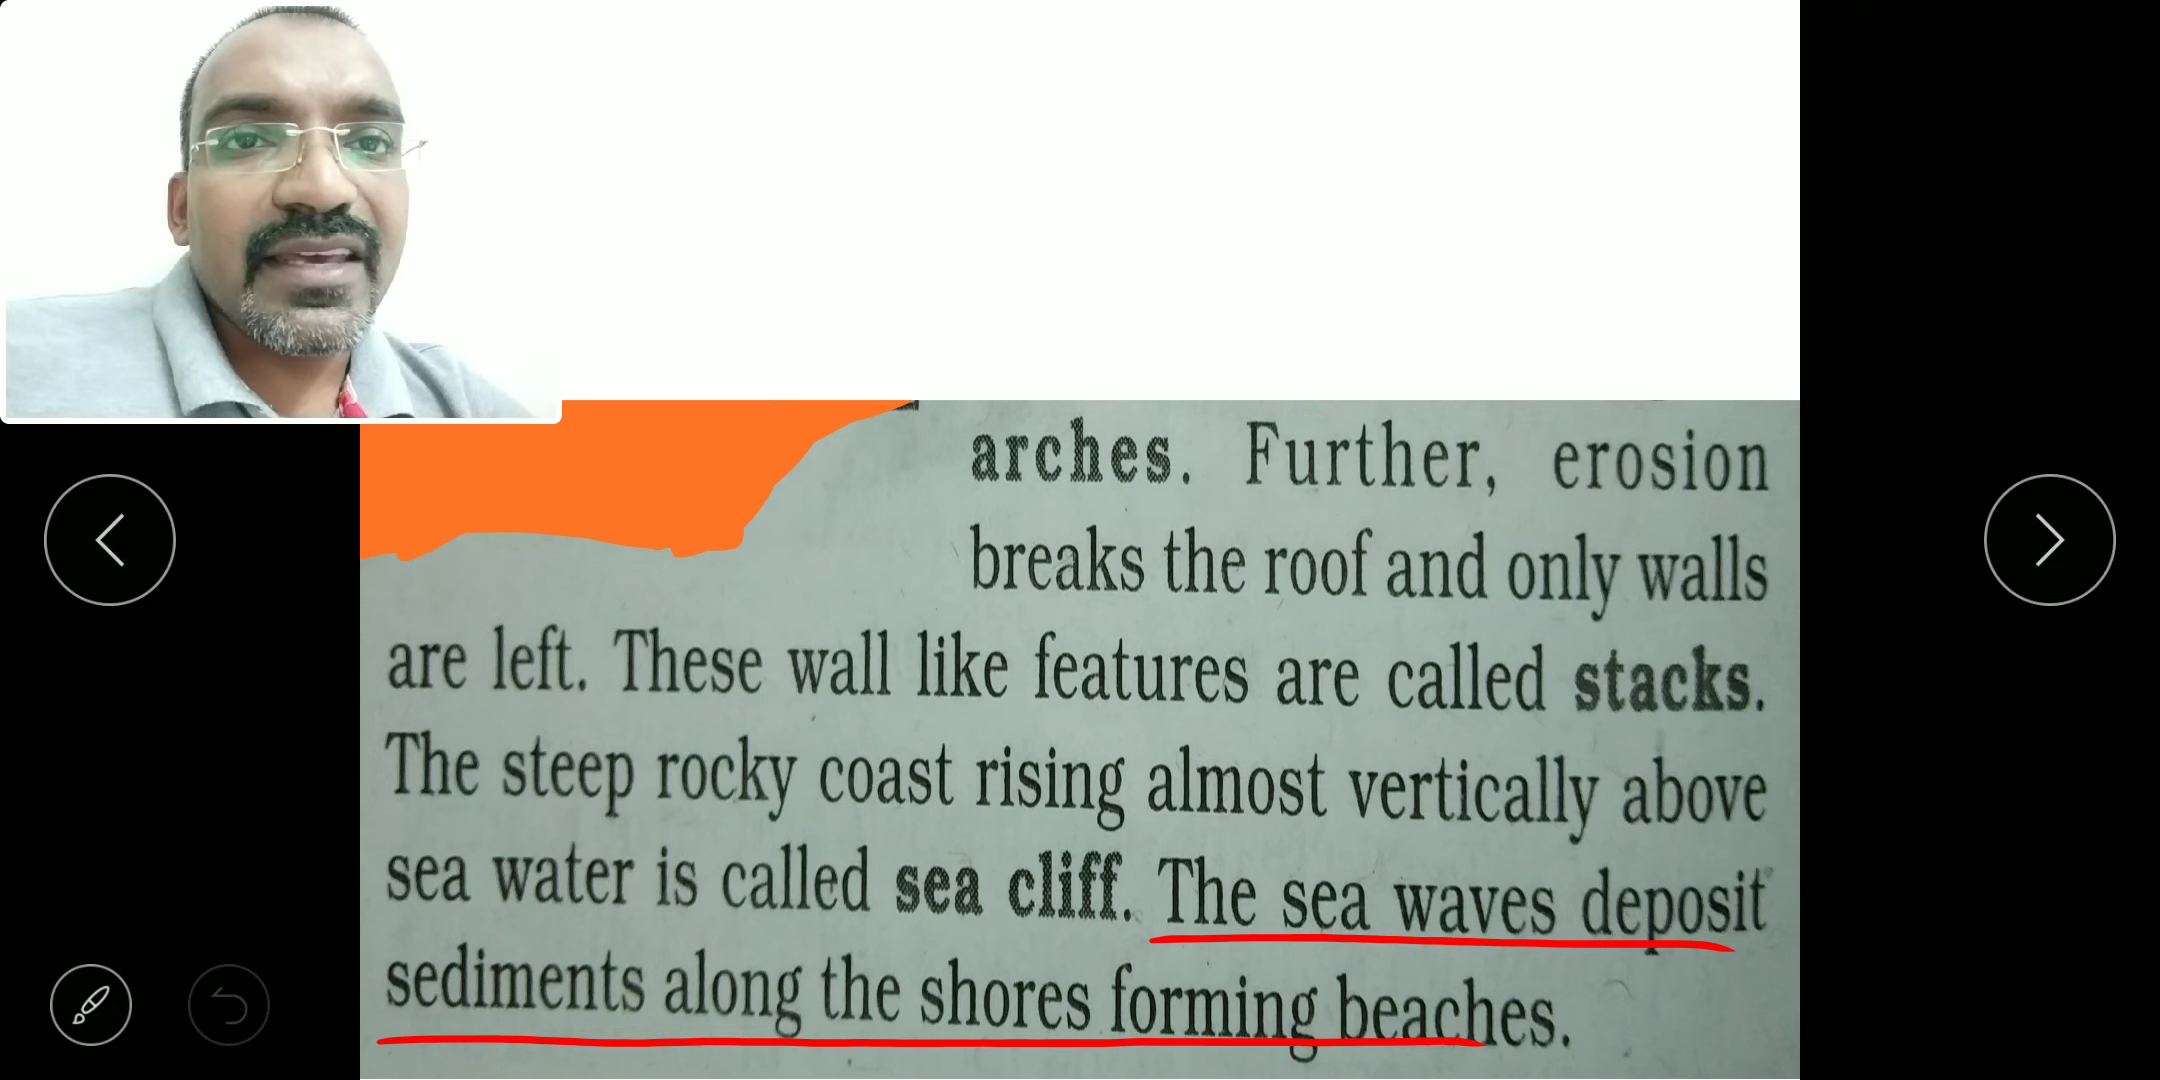 arches. Further, erosion
breaks the roof and only walls
are left. These wall like features are called stacks.
The steep rocky coast rising almost vertically above
sea water is called sea cliff. The sea waves deposit
sediments along the shores forming beaches.